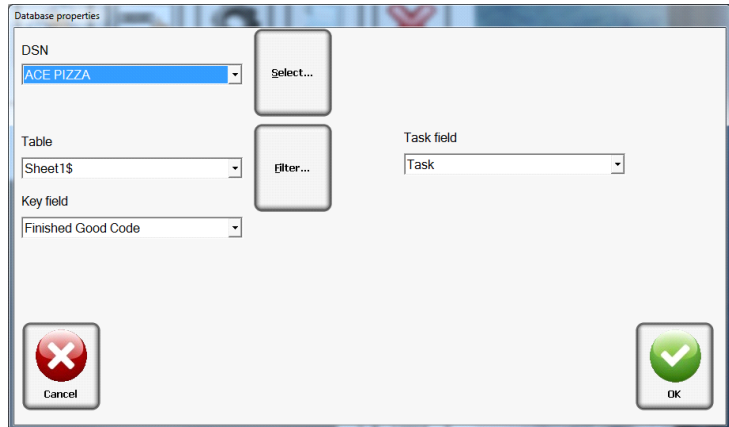 Database properties
DSN
ACE PIZZA
Select...
Table
Sheet1$
Filter...
Task field
Task
Key field
Finished Good Code
Cancel
OK